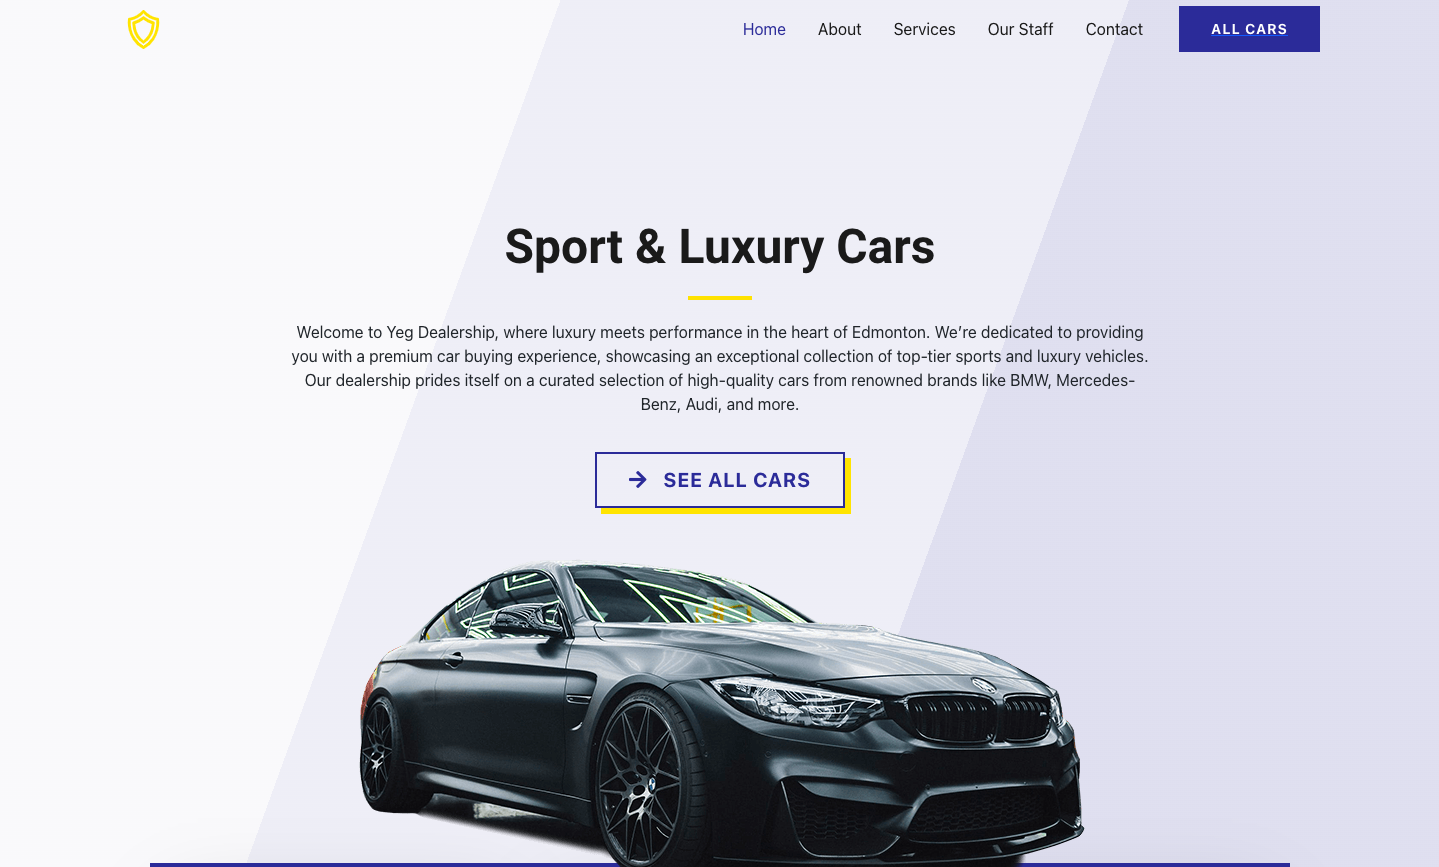 Home About Services Our Staff Contact ALL CARS
Sport & Luxury Cars
Welcome to Yeg Dealership, where luxury meets performance in the heart of Edmonton. We’re dedicated to providing
you with a premium car buying experience, showcasing an exceptional collection of top-tier sports and luxury vehicles.
Our dealership prides itself on a curated selection of high-quality cars from renowned brands like BMW, Mercedes-
Benz, Audi, and more.
SEE ALL CARS